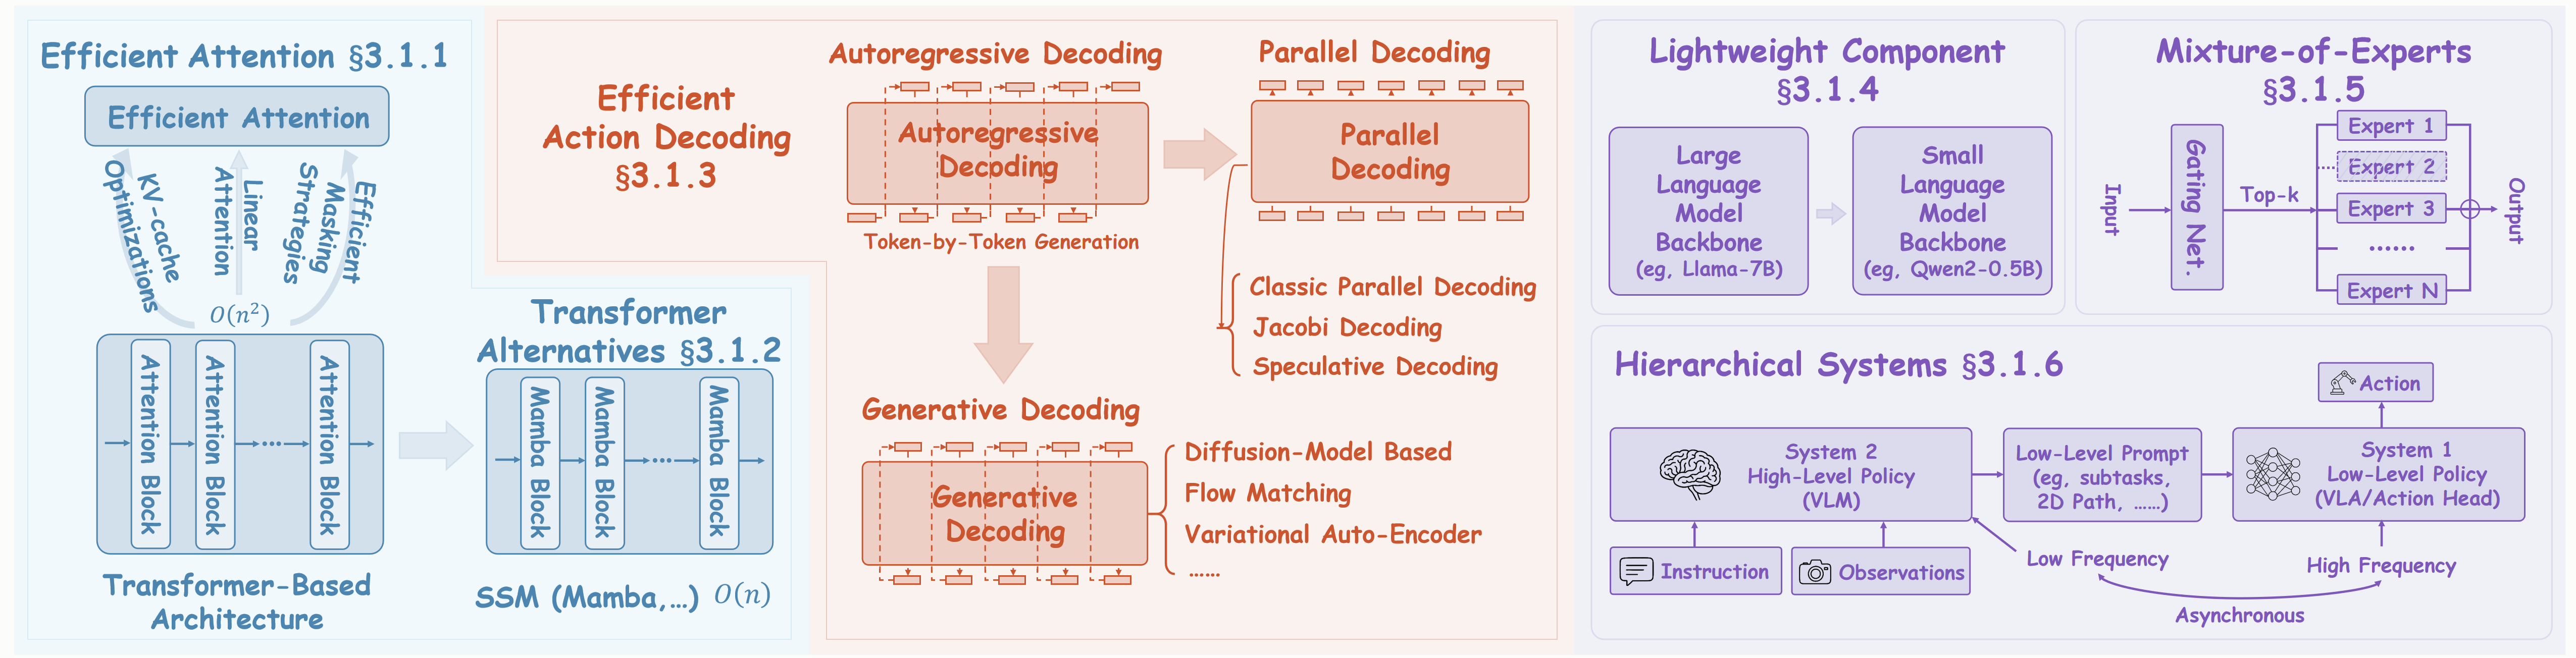 Efficient Attention §3.1.1
Efficient Attention
KV-cache
Optimizations
Linear
Attention
Efficient
Masking
Strategies
O(n²)
Attention Block
Attention Block
...
Attention Block
Transformer-Based
Architecture
Transformer
Alternatives §3.1.2
Mamba Block
Mamba Block
...
Mamba Block
SSM (Mamba,...) O(n)
Efficient
Action Decoding
§3.1.3
Autoregressive Decoding
Autoregressive
Decoding
Token-by-Token Generation
Parallel Decoding
Parallel
Decoding
Classic Parallel Decoding
Jacobi Decoding
Speculative Decoding
Generative Decoding
Generative
Decoding
Diffusion-Model Based
Flow Matching
Variational Auto-Encoder
......
Lightweight Component
§3.1.4
Large
Language
Model
Backbone
(eg, Llama-7B)
Small
Language
Model
Backbone
(eg, Qwen2-0.5B)
Mixture-of-Experts
§3.1.5
Input
Gating Net.
Top-k
Expert 1
Expert 2
Expert 3
......
Expert N
Output
Hierarchical Systems §3.1.6
Action
System 2
High-Level Policy
(VLM)
Low-Level Prompt
(eg, subtasks,
2D Path, ......)
System 1
Low-Level Policy
(VLA/Action Head)
Instruction
Observations
Low Frequency
High Frequency
Asynchronous